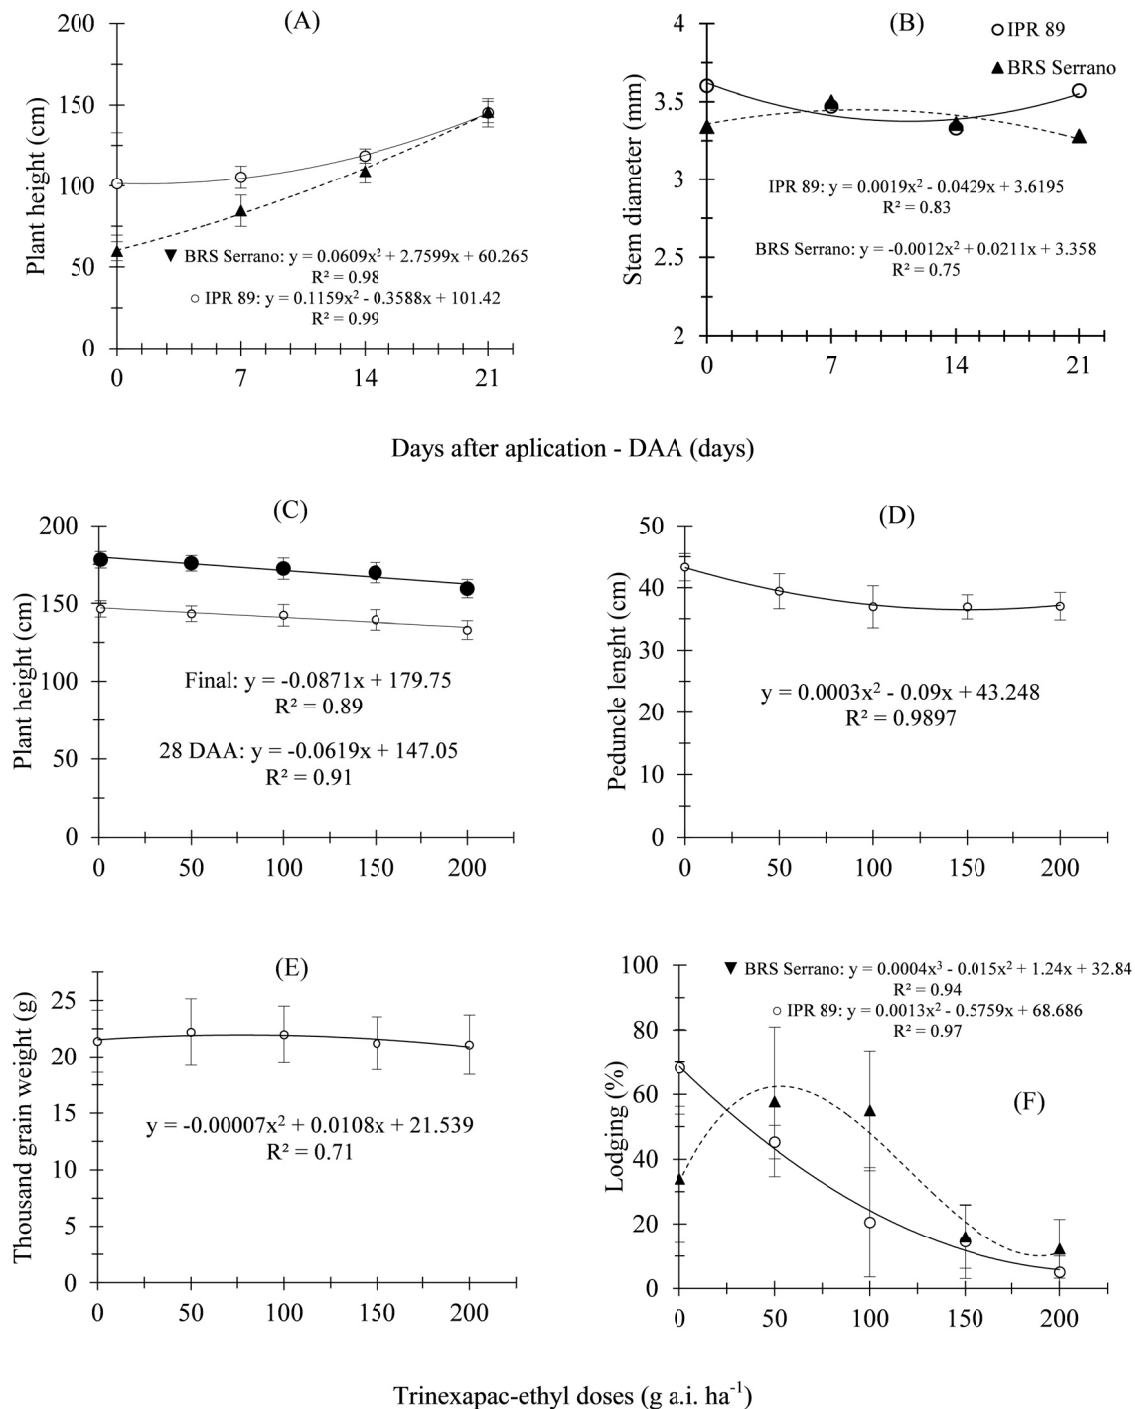 (A)
200
150
100
50
0
Plant height (cm)
▼ BRS Serrano: y = 0.0609x² + 2.7599x + 60.265
R² = 0.98
○ IPR 89: y = 0.1159x² - 0.3588x + 101.42
R² = 0.99
0 7 14 21
(B)
○ IPR 89
▲ BRS Serrano
4
3.5
3
2.5
2
Stem diameter (mm)
IPR 89: y = 0.0019x² - 0.0429x + 3.6195
R² = 0.83
BRS Serrano: y = -0.0012x² + 0.0211x + 3.358
R² = 0.75
0 7 14 21
Days after aplication - DAA (days)
(C)
200
150
100
50
0
Plant height (cm)
Final: y = -0.0871x + 179.75
R² = 0.89
28 DAA: y = -0.0619x + 147.05
R² = 0.91
0 50 100 150 200
(D)
50
40
30
20
10
0
Peduncle lenght (cm)
y = 0.0003x² - 0.09x + 43.248
R² = 0.9897
0 50 100 150 200
(E)
25
20
15
10
5
0
Thousand grain weight (g)
y = -0.00007x² + 0.0108x + 21.539
R² = 0.71
0 50 100 150 200
100
80
60
40
20
0
Lodging (%)
▼ BRS Serrano: y = 0.0004x³ - 0.015x² + 1.24x + 32.84
R² = 0.94
○ IPR 89: y = 0.0013x² - 0.5759x + 68.686
R² = 0.97
(F)
0 50 100 150 200
Trinexapac-ethyl doses (g a.i. ha⁻¹)